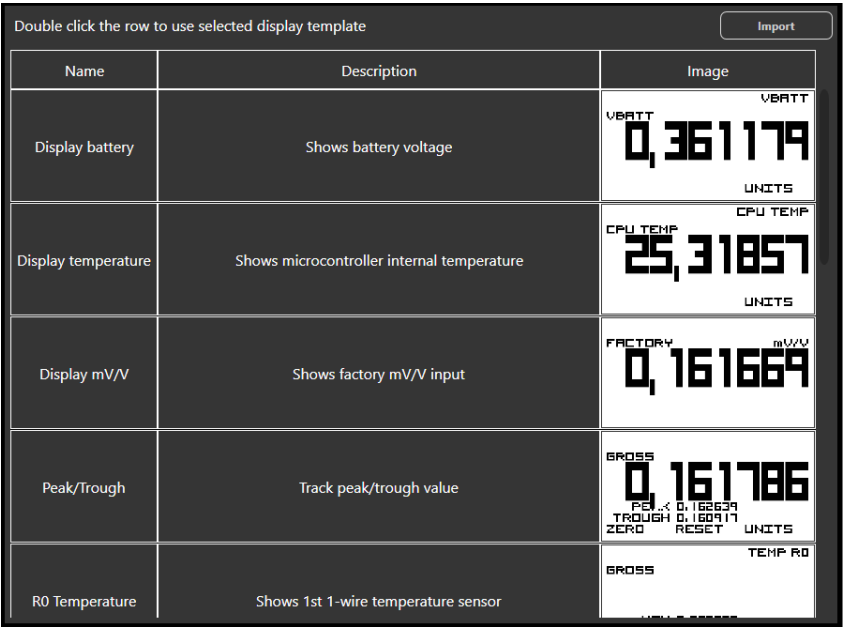 Double click the row to use selected display template
Import
Name Description Image
Display battery
Shows battery voltage
VBATT
VBATT
0,361179
UNITS
Display temperature
Shows microcontroller internal temperature
CPU TEMP
CPU TEMP
25,31857
UNITS
Display mV/V
Shows factory mV/V input
FACTORY mV/V
0,161669
Peak/Trough
Track peak/trough value
GROSS
0,161786
0,162639
TROUGH 0,160917
ZERO RESET UNITS
R0 Temperature
Shows 1st 1-wire temperature sensor
TEMP R0
GROSS